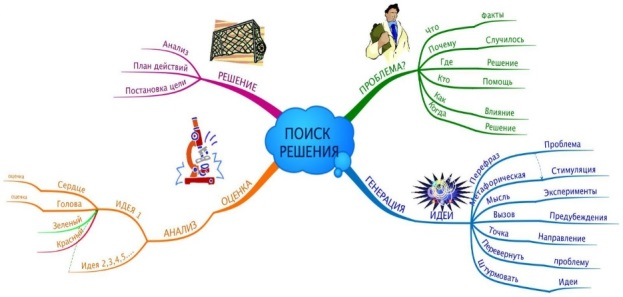 ПОИСК
РЕШЕНИЯ
ПРОБЛЕМА?
Что
факты
Почему
Случилось
Где
Решение
Кто
Помощь
Как
Влияние
Когда
Решение
ГЕНЕРАЦИЯ
ИДЕИ
Перефраз
Проблема
Метафорическая
Стимуляция
Мысль
Эксперименты
Вызов
Предубеждения
Точка
Направление
Перевернуть
проблему
Штурмовать
Идеи
ОЦЕНКА
АНАЛИЗ
ИДЕЯ 1
Сердце
оценка
Голова
оценка
Зеленый
Красный
Идея 2,3,4,5,...
РЕШЕНИЕ
Анализ
План действий
Постановка цели